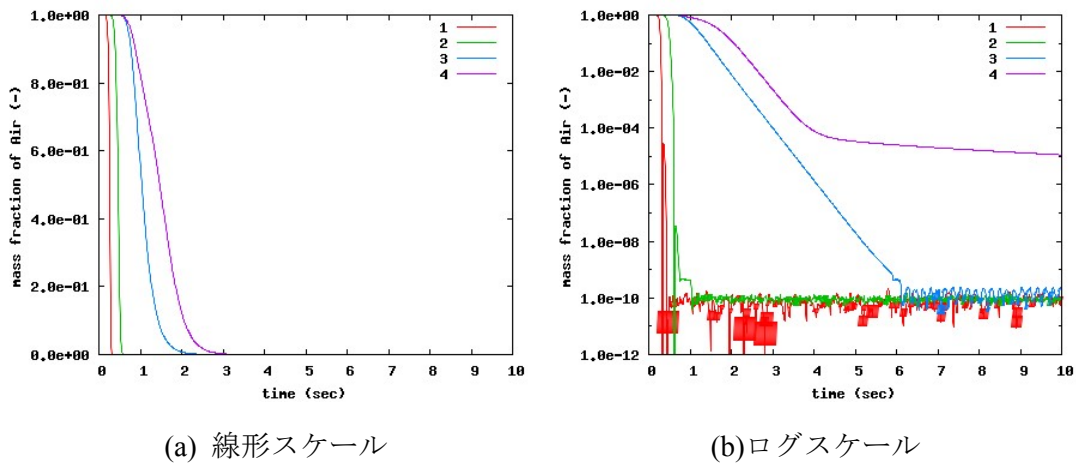 1.0e+00
8.0e-01
6.0e-01
4.0e-01
2.0e-01
0.0e+00
mass fraction of Air (-)
0 1 2 3 4 5 6 7 8 9 10
time (sec)
1
2
3
4
(a) 線形スケール
1.0e+00
1.0e-02
1.0e-04
1.0e-06
1.0e-08
1.0e-10
1.0e-12
mass fraction of Air (-)
0 1 2 3 4 5 6 7 8 9 10
time (sec)
1
2
3
4
(b)ログスケール